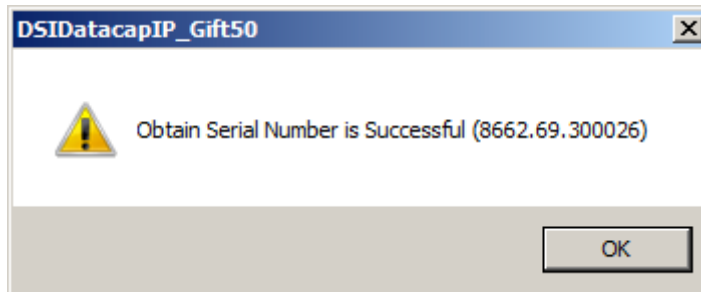 DSIDatacapIP_Gift50
Obtain Serial Number is Successful (8662.69.300026)
OK